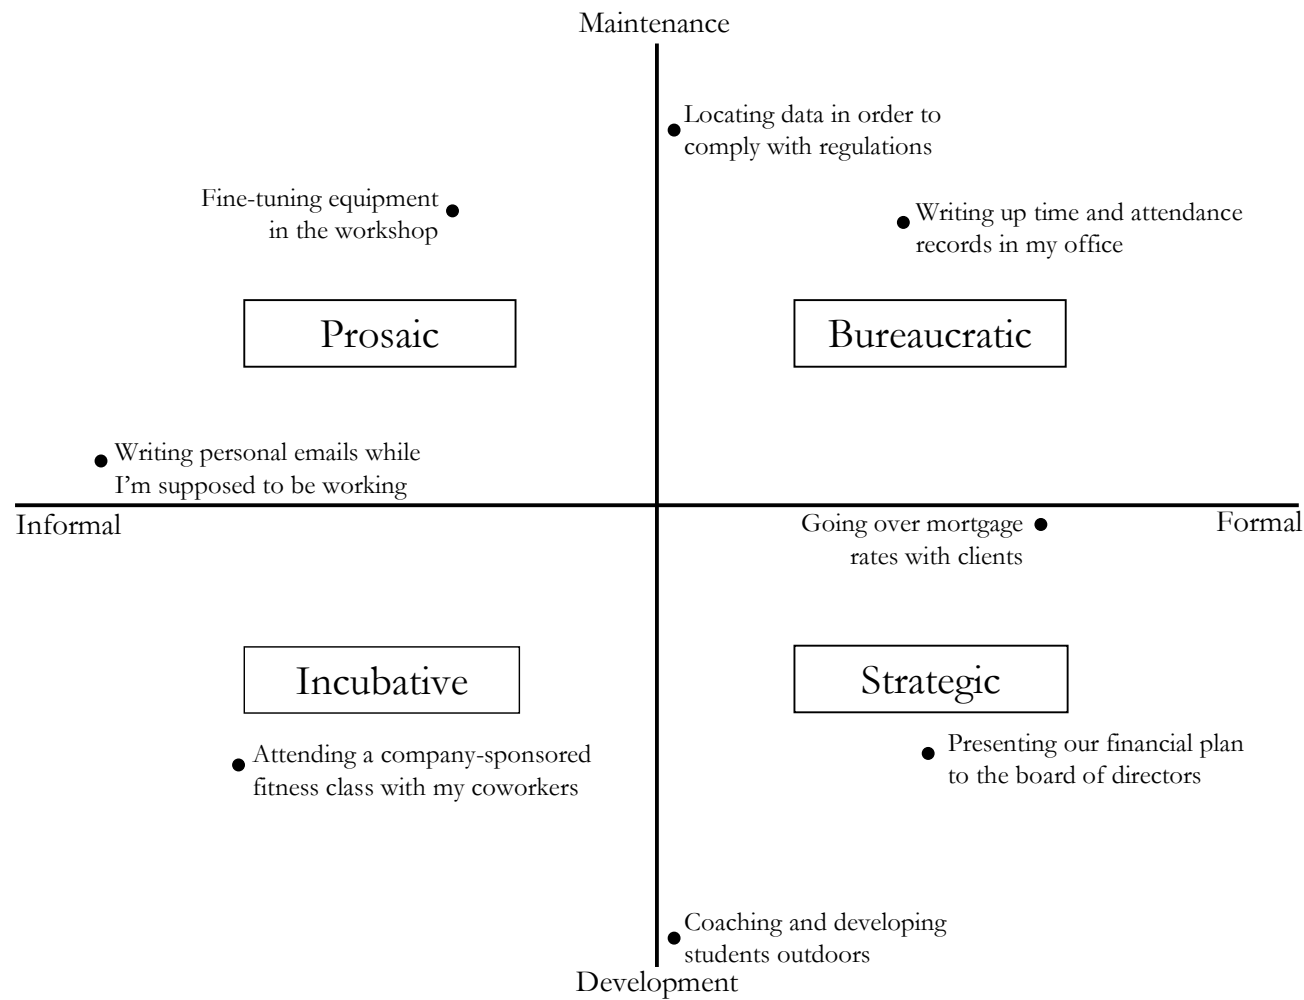 Maintenance
Locating data in order to
comply with regulations
Fine-tuning equipment
in the workshop
Writing up time and attendance
records in my office
Prosaic
Bureaucratic
Writing personal emails while
I'm supposed to be working
Informal
Formal
Going over mortgage
rates with clients
Incubative
Strategic
Attending a company-sponsored
fitness class with my coworkers
Presenting our financial plan
to the board of directors
Coaching and developing
students outdoors
Development